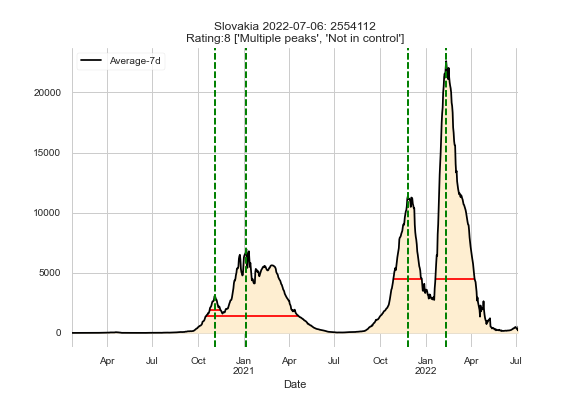 Slovakia 2022-07-06: 2554112
Rating:8 ['Multiple peaks', 'Not in control']
Average-7d
20000
15000
10000
5000
0
Apr Jul Oct Jan Apr Jul Oct Jan Apr Jul
2021 2022
Date